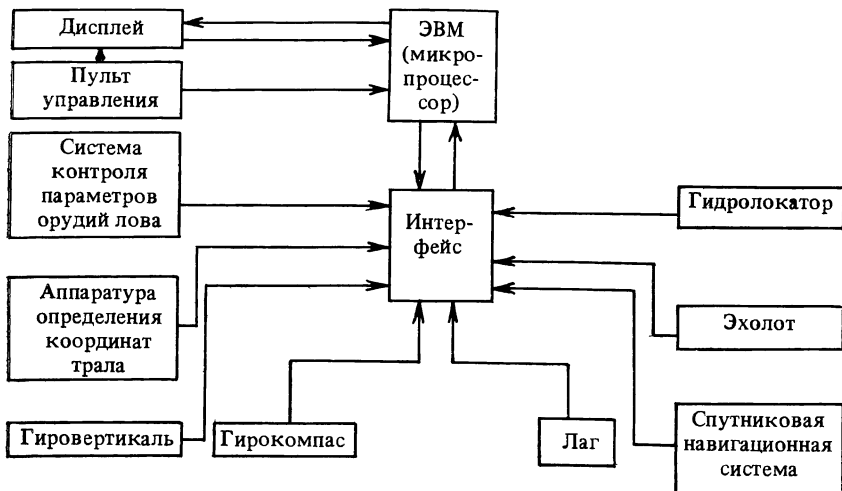 Дисплей
Пульт
управления
ЭВМ
(микро-
процес-
сор)
Система
контроля
параметров
орудий лова
Интер-
фейс
Гидролокатор
Аппаратура
определения
координат
трала
Эхолот
Гировертикаль
Гирокомпас
Лаг
Спутниковая
навигационная
система